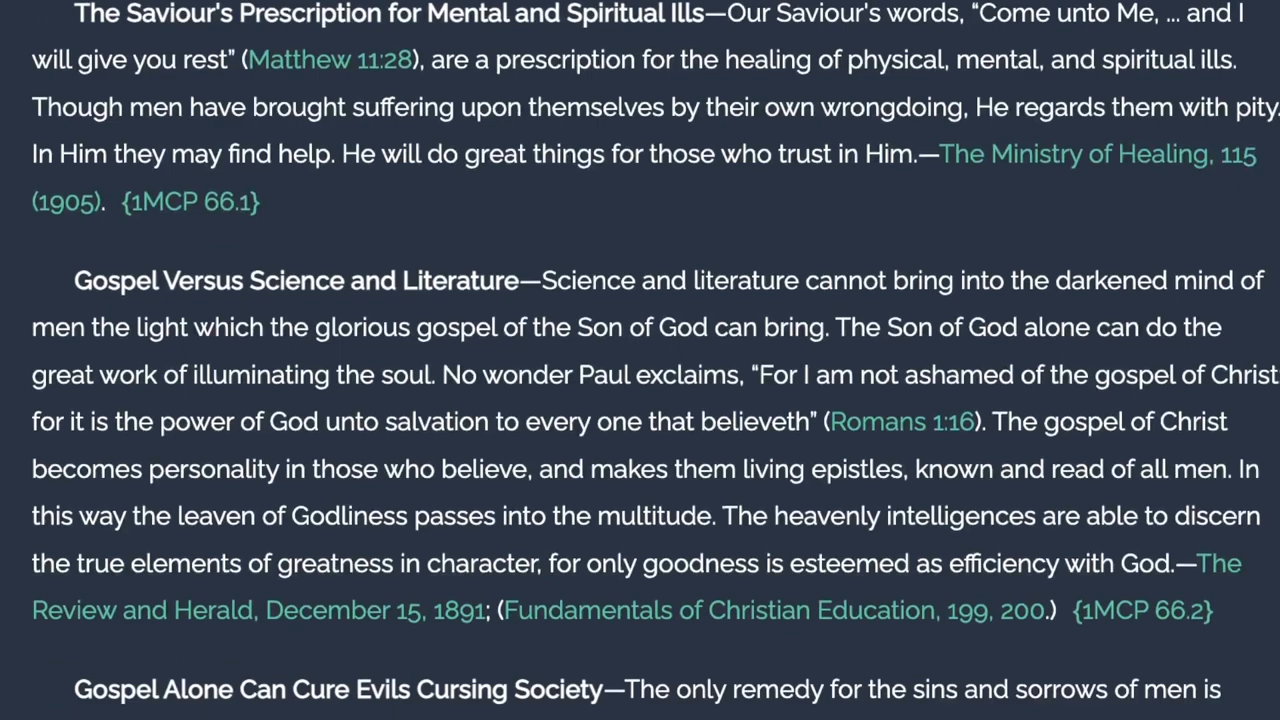 The Saviour's Prescription for Mental and Spiritual Ills—Our Saviour's words, “Come unto Me, ... and I
will give you rest” (Matthew 11:28), are a prescription for the healing of physical, mental, and spiritual ills.
Though men have brought suffering upon themselves by their own wrongdoing, He regards them with pity.
In Him they may find help. He will do great things for those who trust in Him.—The Ministry of Healing, 115
(1905). {1MCP 66.1}
Gospel Versus Science and Literature—Science and literature cannot bring into the darkened mind of
men the light which the glorious gospel of the Son of God can bring. The Son of God alone can do the
great work of illuminating the soul. No wonder Paul exclaims, “For I am not ashamed of the gospel of Christ
for it is the power of God unto salvation to every one that believeth” (Romans 1:16). The gospel of Christ
becomes personality in those who believe, and makes them living epistles, known and read of all men. In
this way the leaven of Godliness passes into the multitude. The heavenly intelligences are able to discern
the true elements of greatness in character, for only goodness is esteemed as efficiency with God.—The
Review and Herald, December 15, 1891; (Fundamentals of Christian Education, 199, 200.) {1MCP 66.2}
Gospel Alone Can Cure Evils Cursing Society—The only remedy for the sins and sorrows of men is